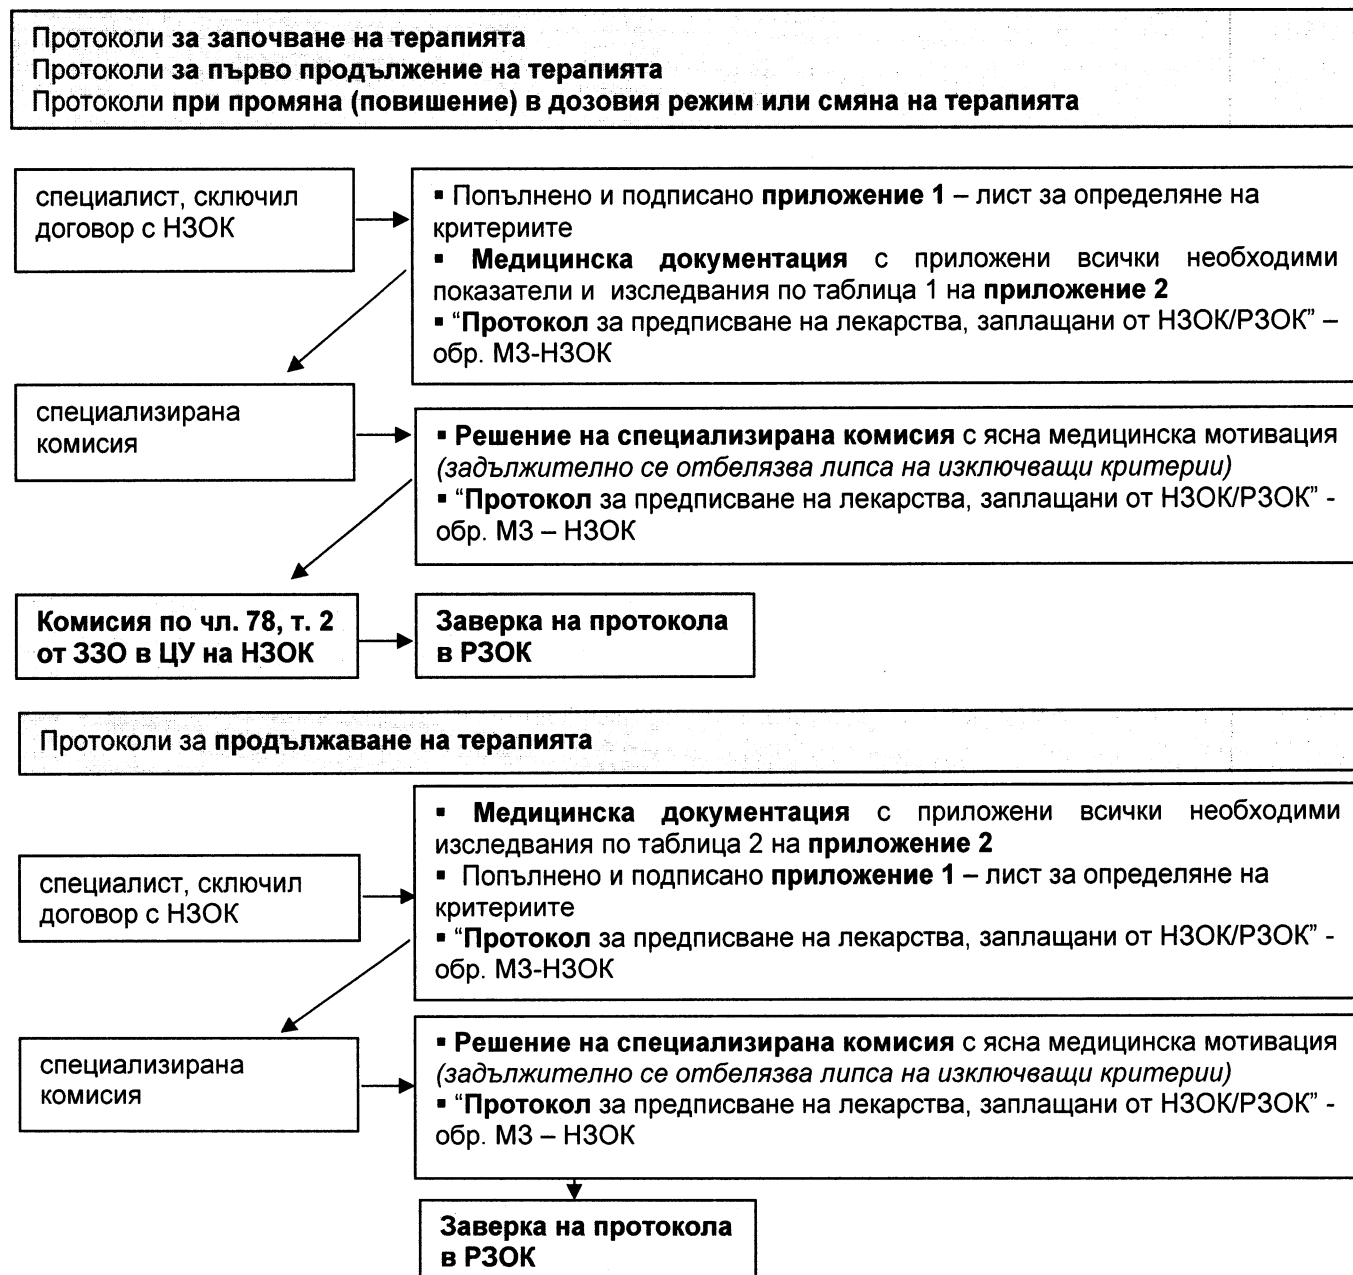 Протоколи за започване на терапията
Протоколи за първо продължение на терапията
Протоколи при промяна (повишение) в дозовия режим или смяна на терапията
специалист, сключил
договор с НЗОК
▪ Попълнено и подписано приложение 1 – лист за определяне на
критериите
▪ Медицинска документация с приложени всички необходими
показатели и изследвания по таблица 1 на приложение 2
▪ “Протокол за предписване на лекарства, заплащани от НЗОК/РЗОК” –
обр. МЗ-НЗОК
специализирана
комисия
▪ Решение на специализирана комисия с ясна медицинска мотивация
(задължително се отбелязва липса на изключващи критерии)
▪ “Протокол за предписване на лекарства, заплащани от НЗОК/РЗОК” -
обр. МЗ – НЗОК
Комисия по чл. 78, т. 2
от ЗЗО в ЦУ на НЗОК
Заверка на протокола
в РЗОК
Протоколи за продължаване на терапията
▪ Медицинска документация с приложени всички необходими
изследвания по таблица 2 на приложение 2
▪ Попълнено и подписано приложение 1 – лист за определяне на
критериите
▪ “Протокол за предписване на лекарства, заплащани от НЗОК/РЗОК” -
обр. МЗ-НЗОК
специалист, сключил
договор с НЗОК
специализирана
комисия
▪ Решение на специализирана комисия с ясна медицинска мотивация
(задължително се отбелязва липса на изключващи критерии)
▪ “Протокол за предписване на лекарства, заплащани от НЗОК/РЗОК” -
обр. МЗ – НЗОК
Заверка на протокола
в РЗОК